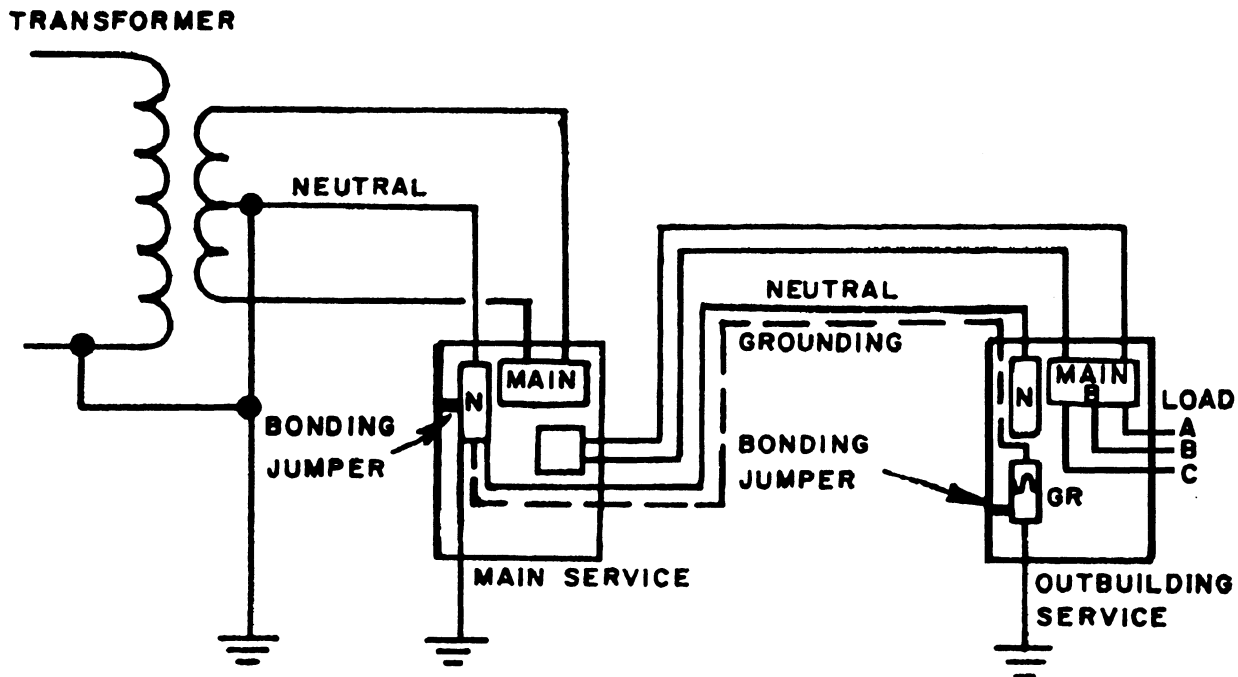 TRANSFORMER
NEUTRAL
NEUTRAL
GROUNDING
MAIN
N
MAIN
B
N
LOAD
A
B
C
BONDING
JUMPER
BONDING
JUMPER
GR
MAIN SERVICE
OUTBUILDING
SERVICE